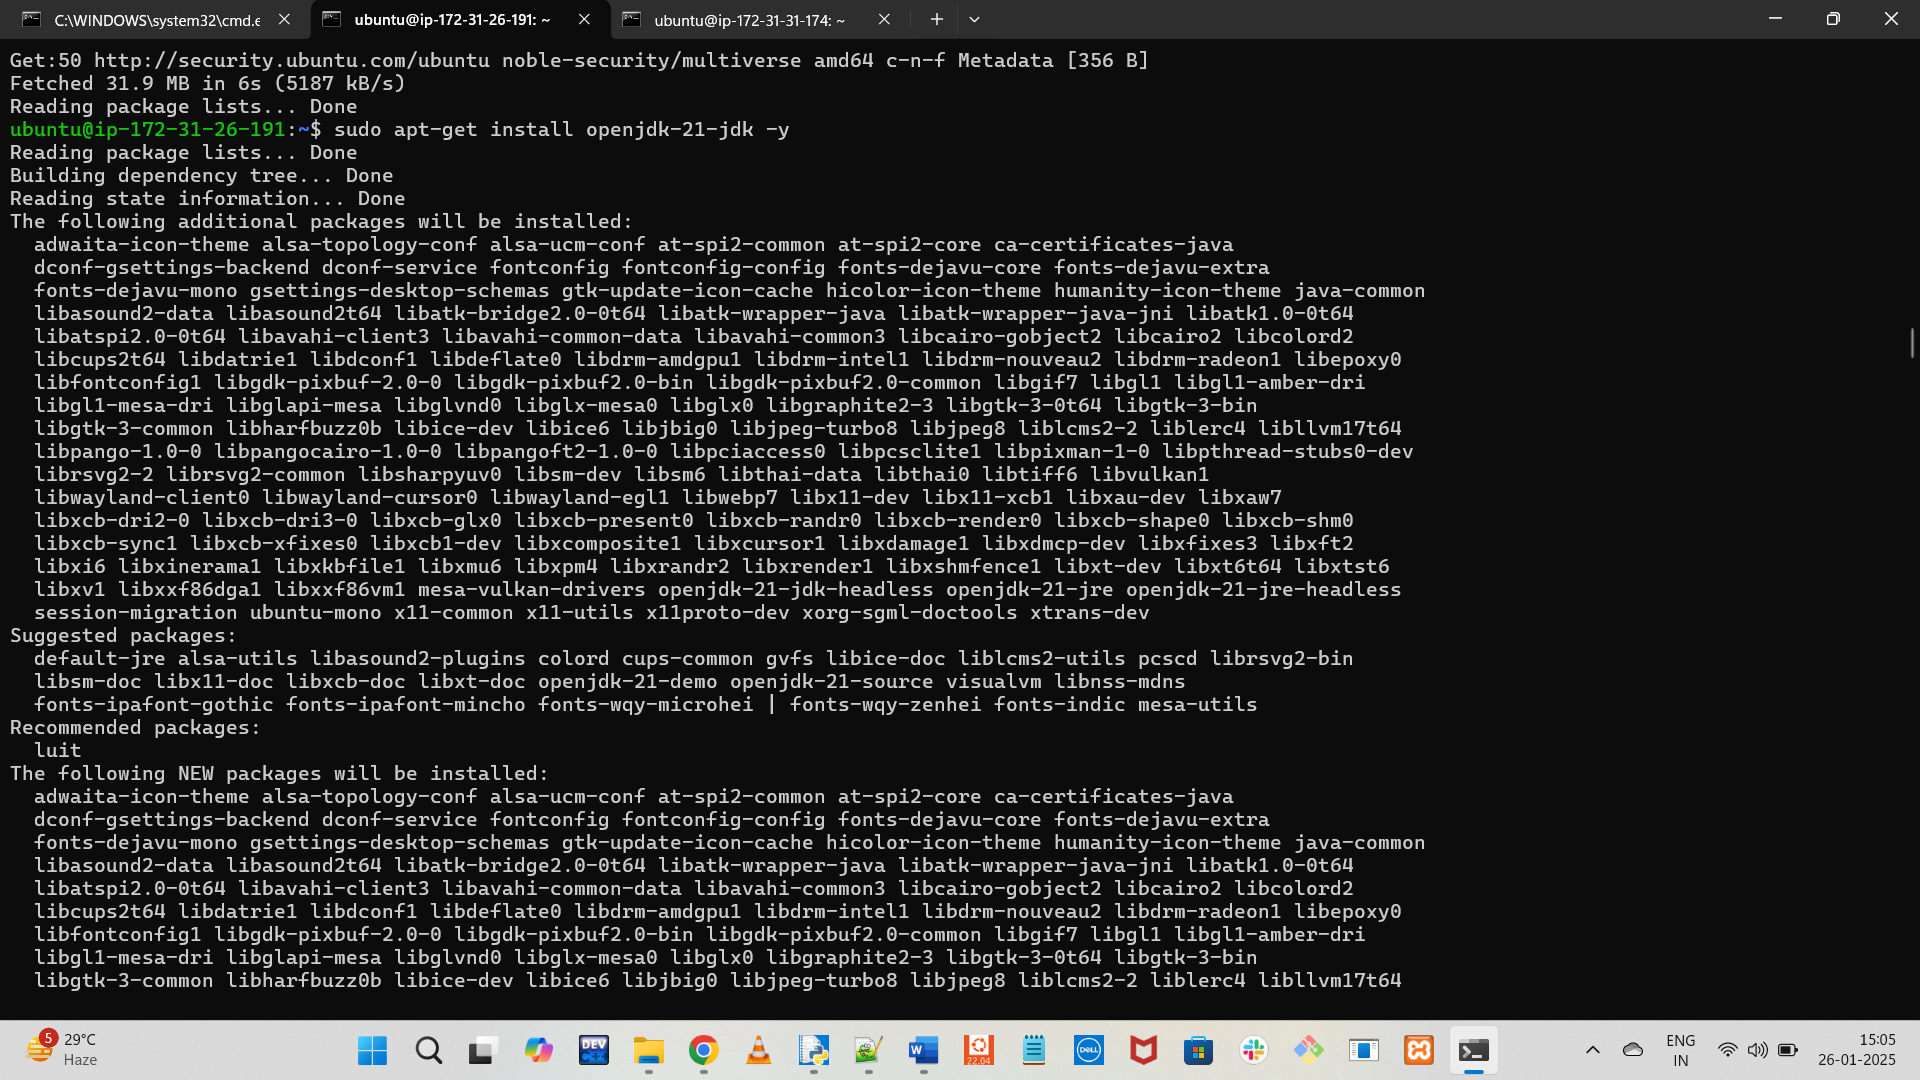 C:\WINDOWS\system32\cmd.e
ubuntu@ip-172-31-26-191: ~
ubuntu@ip-172-31-31-174: ~
Get:50 http://security.ubuntu.com/ubuntu noble-security/multiverse amd64 c-n-f Metadata [356 B]
Fetched 31.9 MB in 6s (5187 kB/s)
Reading package lists... Done
ubuntu@ip-172-31-26-191:~$ sudo apt-get install openjdk-21-jdk -y
Reading package lists... Done
Building dependency tree... Done
Reading state information... Done
The following additional packages will be installed:
adwaita-icon-theme alsa-topology-conf alsa-ucm-conf at-spi2-common at-spi2-core ca-certificates-java
dconf-gsettings-backend dconf-service fontconfig fontconfig-config fonts-dejavu-core fonts-dejavu-extra
fonts-dejavu-mono gsettings-desktop-schemas gtk-update-icon-cache hicolor-icon-theme humanity-icon-theme java-common
libasound2-data libasound2t64 libatk-bridge2.0-0t64 libatk-wrapper-java libatk-wrapper-java-jni libatk1.0-0t64
libatspi2.0-0t64 libavahi-client3 libavahi-common-data libavahi-common3 libcairo-gobject2 libcairo2 libcolord2
libcups2t64 libdatrie1 libdconf1 libdeflate0 libdrm-amdgpu1 libdrm-intel1 libdrm-nouveau2 libdrm-radeon1 libepoxy0
libfontconfig1 libgdk-pixbuf-2.0-0 libgdk-pixbuf2.0-bin libgdk-pixbuf2.0-common libgif7 libgl1 libgl1-amber-dri
libgl1-mesa-dri libglapi-mesa libglvnd0 libglx-mesa0 libglx0 libgraphite2-3 libgtk-3-0t64 libgtk-3-bin
libgtk-3-common libharfbuzz0b libice-dev libice6 libjbig0 libjpeg-turbo8 libjpeg8 liblcms2-2 liblerc4 libllvm17t64
libpango-1.0-0 libpangocairo-1.0-0 libpangoft2-1.0-0 libpciaccess0 libpcsclite1 libpixman-1-0 libpthread-stubs0-dev
librsvg2-2 librsvg2-common libsharpyuv0 libsm-dev libsm6 libthai-data libthai0 libtiff6 libvulkan1
libwayland-client0 libwayland-cursor0 libwayland-egl1 libwebp7 libx11-dev libx11-xcb1 libxau-dev libxaw7
libxcb-dri2-0 libxcb-dri3-0 libxcb-glx0 libxcb-present0 libxcb-randr0 libxcb-render0 libxcb-shape0 libxcb-shm0
libxcb-sync1 libxcb-xfixes0 libxcb1-dev libxcomposite1 libxcursor1 libxdamage1 libxdmcp-dev libxfixes3 libxft2
libxi6 libxinerama1 libxkbfile1 libxmu6 libxpm4 libxrandr2 libxrender1 libxshmfence1 libxt-dev libxt6t64 libxtst6
libxv1 libxxf86dga1 libxxf86vm1 mesa-vulkan-drivers openjdk-21-jdk-headless openjdk-21-jre openjdk-21-jre-headless
session-migration ubuntu-mono x11-common x11-utils x11proto-dev xorg-sgml-doctools xtrans-dev
Suggested packages:
default-jre alsa-utils libasound2-plugins colord cups-common gvfs libice-doc liblcms2-utils pcscd librsvg2-bin
libsm-doc libx11-doc libxcb-doc libxt-doc openjdk-21-demo openjdk-21-source visualvm libnss-mdns
fonts-ipafont-gothic fonts-ipafont-mincho fonts-wqy-microhei | fonts-wqy-zenhei fonts-indic mesa-utils
Recommended packages:
luit
The following NEW packages will be installed:
adwaita-icon-theme alsa-topology-conf alsa-ucm-conf at-spi2-common at-spi2-core ca-certificates-java
dconf-gsettings-backend dconf-service fontconfig fontconfig-config fonts-dejavu-core fonts-dejavu-extra
fonts-dejavu-mono gsettings-desktop-schemas gtk-update-icon-cache hicolor-icon-theme humanity-icon-theme java-common
libasound2-data libasound2t64 libatk-bridge2.0-0t64 libatk-wrapper-java libatk-wrapper-java-jni libatk1.0-0t64
libatspi2.0-0t64 libavahi-client3 libavahi-common-data libavahi-common3 libcairo-gobject2 libcairo2 libcolord2
libcups2t64 libdatrie1 libdconf1 libdeflate0 libdrm-amdgpu1 libdrm-intel1 libdrm-nouveau2 libdrm-radeon1 libepoxy0
libfontconfig1 libgdk-pixbuf-2.0-0 libgdk-pixbuf2.0-bin libgdk-pixbuf2.0-common libgif7 libgl1 libgl1-amber-dri
libgl1-mesa-dri libglapi-mesa libglvnd0 libglx-mesa0 libglx0 libgraphite2-3 libgtk-3-0t64 libgtk-3-bin
libgtk-3-common libharfbuzz0b libice-dev libice6 libjbig0 libjpeg-turbo8 libjpeg8 liblcms2-2 liblerc4 libllvm17t64
5
29°C
Haze
DEV
C++
W
22.04
DELL
ENG
IN
15:05
26-01-2025